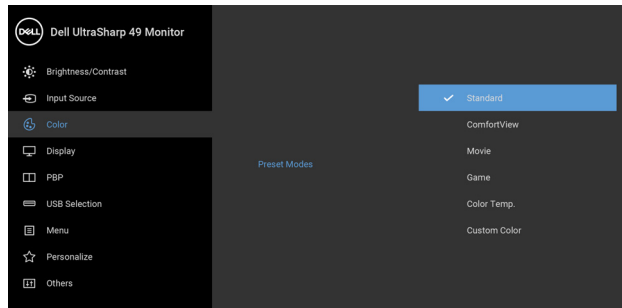 DELL
Dell UltraSharp 49 Monitor
Brightness/Contrast
Input Source
Color
Display
PBP
USB Selection
Menu
Personalize
Others
Preset Modes
Standard
ComfortView
Movie
Game
Color Temp.
Custom Color